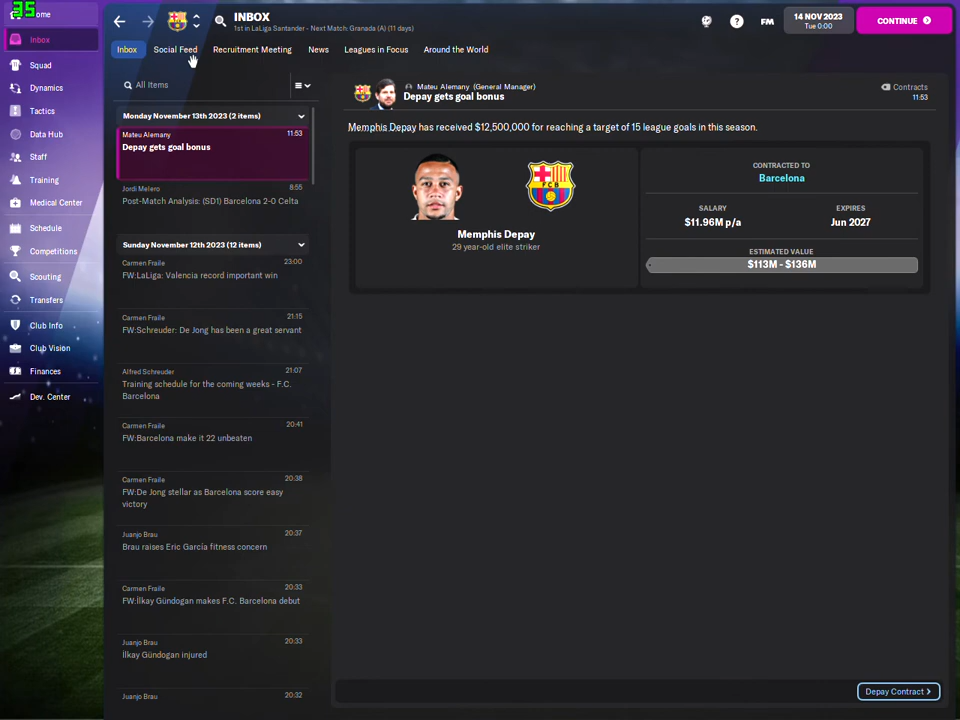 35
ome
INBOX
1st in LaLiga Santander - Next Match: Granada (A) (11 days)
?
FM
14 NOV 2023
Tue 0:00
CONTINUE
Inbox
Social Feed
Recruitment Meeting
News
Leagues in Focus
Around the World
Inbox
Squad
Dynamics
Tactics
Data Hub
Staff
Training
Medical Center
Schedule
Competitions
Scouting
Transfers
Club Info
Club Vision
Finances
Dev. Center
All Items
Monday November 13th 2023 (2 items)
Mateu Alemany
11:53
Depay gets goal bonus
Jordi Melero
8:55
Post-Match Analysis: (SD1) Barcelona 2-0 Celta
Sunday November 12th 2023 (12 items)
Carmen Fraile
23:00
FW:LaLiga: Valencia record important win
Carmen Fraile
21:15
FW:Schreuder: De Jong has been a great servant
Alfred Schreuder
21:07
Training schedule for the coming weeks - F.C.
Barcelona
Carmen Fraile
20:41
FW:Barcelona make it 22 unbeaten
Carmen Fraile
20:38
FW:De Jong stellar as Barcelona score easy
victory
Juanjo Brau
20:37
Brau raises Eric García fitness concern
Carmen Fraile
20:33
FW:İlkay Gündogan makes F.C. Barcelona debut
Juanjo Brau
20:33
İlkay Gündogan injured
Juanjo Brau
20:32
Mateu Alemany (General Manager)
Depay gets goal bonus
Contracts
11:53
Memphis Depay has received $12,500,000 for reaching a target of 15 league goals in this season.
FCB
Memphis Depay
29 year-old elite striker
CONTRACTED TO
Barcelona
SALARY
$11.96M p/a
EXPIRES
Jun 2027
ESTIMATED VALUE
$113M - $136M
Depay Contract